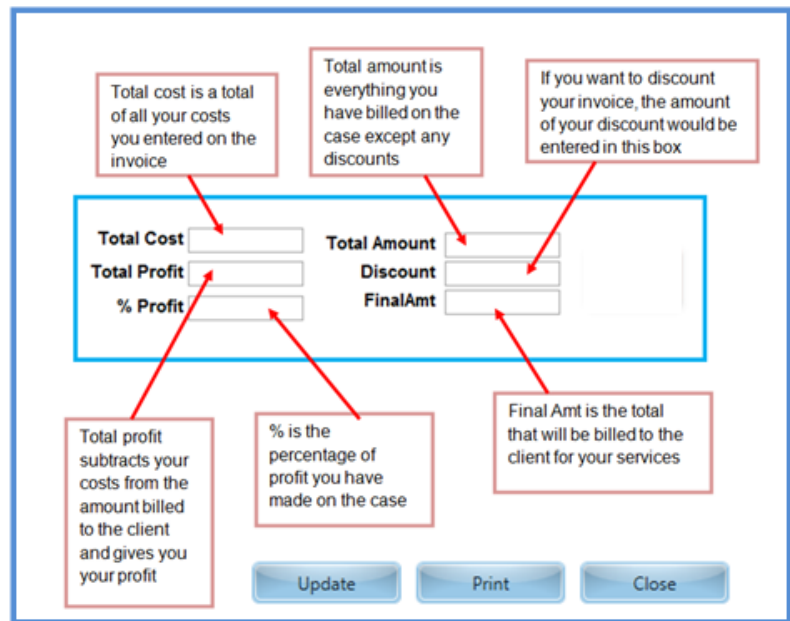 Total cost is a total
of all your costs
you entered on the
invoice
Total amount is
everything you
have billed on the
case except any
discounts
If you want to discount
your invoice, the amount
of your discount would be
entered in this box
Total Cost
Total Profit
% Profit
Total Amount
Discount
FinalAmt
Total profit
subtracts your
costs from the
amount billed
to the client
and gives you
your profit
% is the
percentage of
profit you have
made on the case
Final Amt is the total
that will be billed to the
client for your services
Update
Print
Close